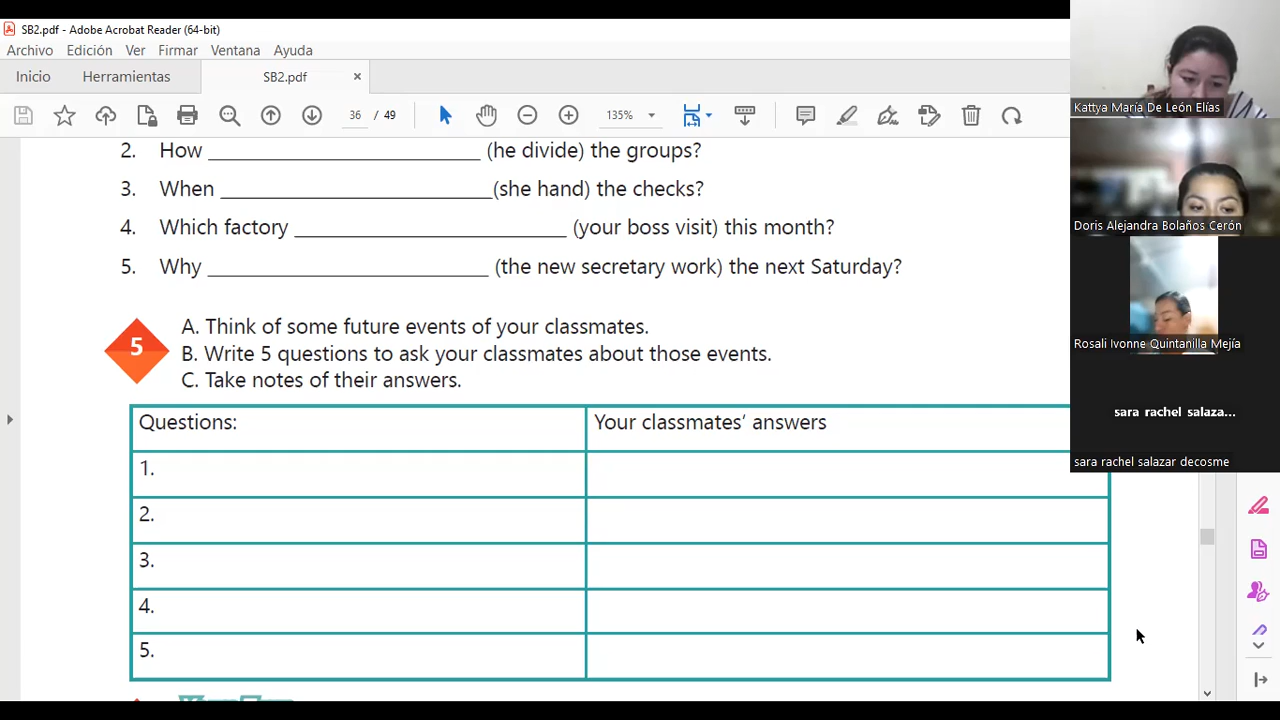 SB2.pdf - Adobe Acrobat Reader (64-bit)
Archivo Edición Ver Firmar Ventana Ayuda
Inicio Herramientas SB2.pdf ×
36 / 49 135%
2. How ____________________________ (he divide) the groups?
3. When ____________________________(she hand) the checks?
4. Which factory ____________________________ (your boss visit) this month?
5. Why ____________________________ (the new secretary work) the next Saturday?
5
A. Think of some future events of your classmates.
B. Write 5 questions to ask your classmates about those events.
C. Take notes of their answers.
Questions: Your classmates' answers
1.
2.
3.
4.
5.
Kattya María De León Elías
Doris Alejandra Bolaños Cerón
Rosali Ivonne Quintanilla Mejía
sara rachel salaza...
sara rachel salazar decosme